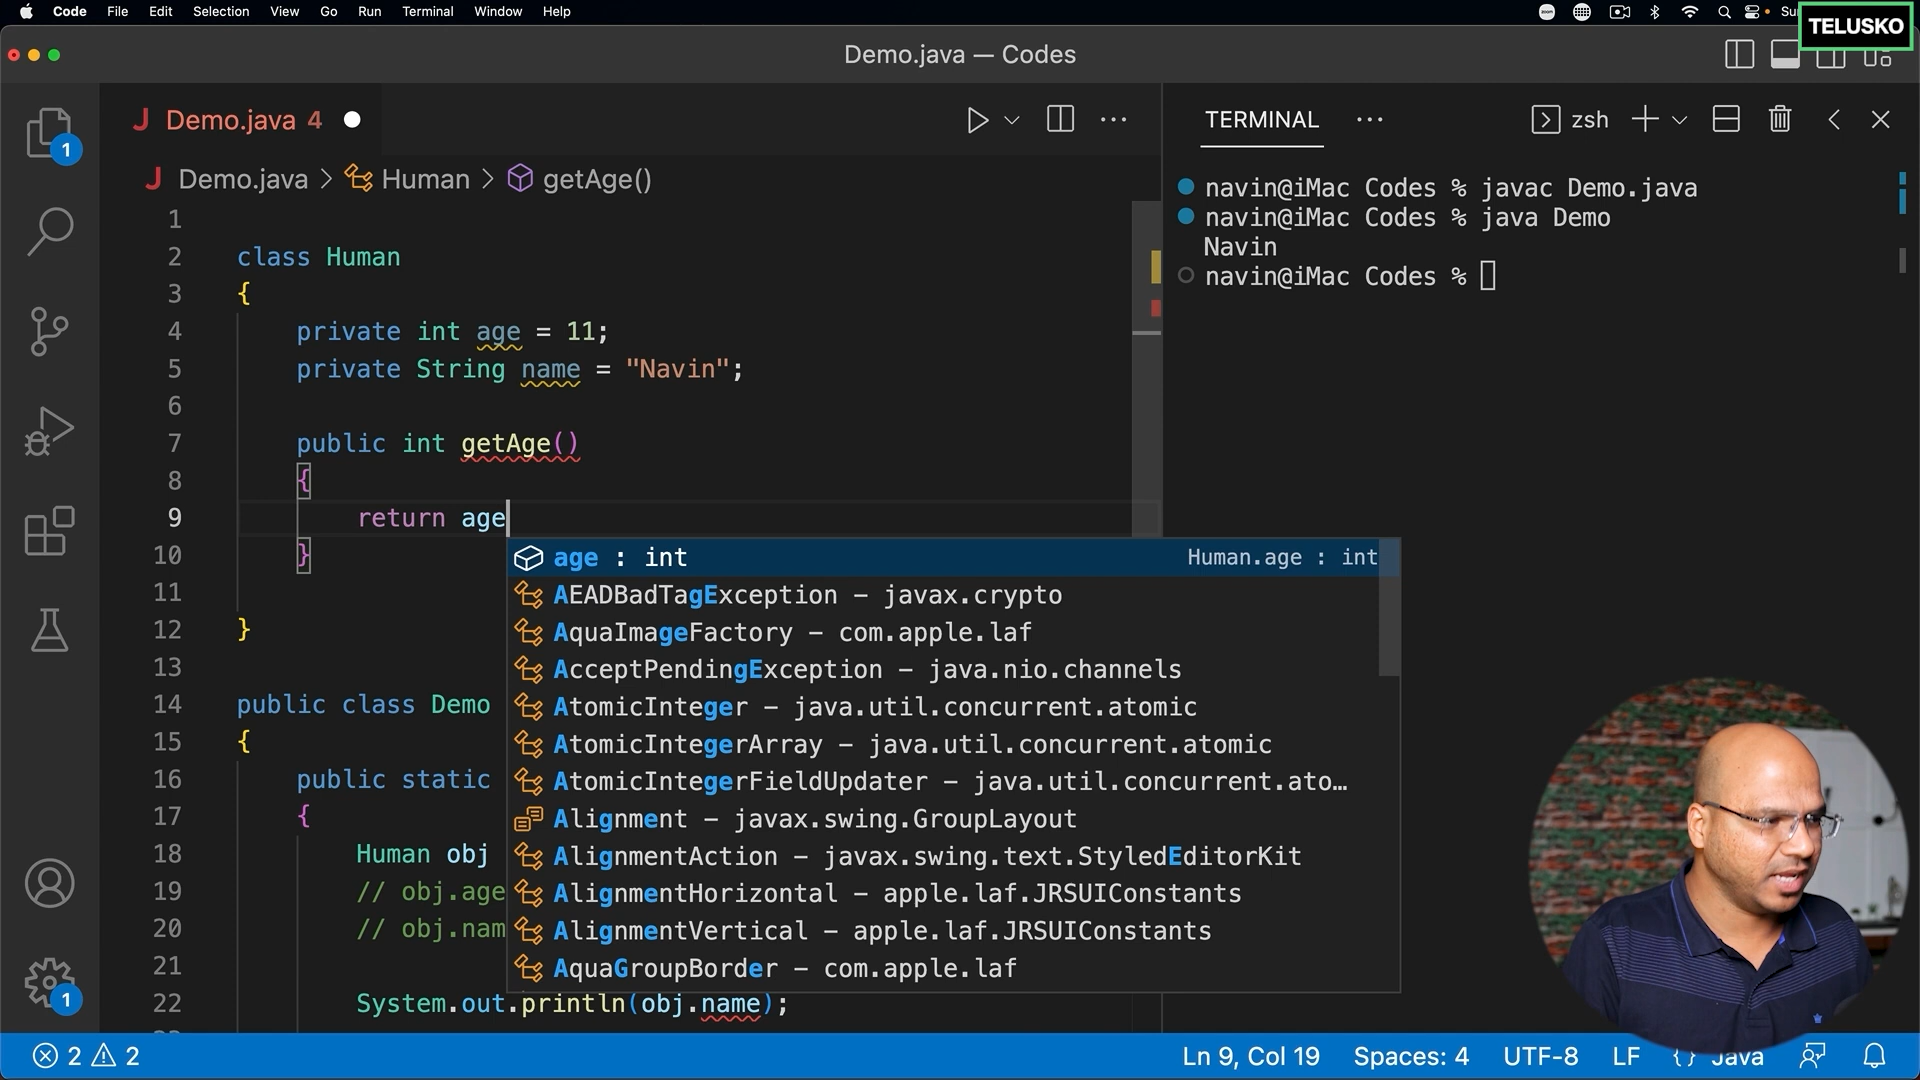 Code File Edit Selection View Go Run Terminal Window Help
TELUSKO
Demo.java — Codes
Demo.java 4
Demo.java > Human > getAge()
1
2 class Human
3 {
4 private int age = 11;
5 private String name = "Navin";
6
7 public int getAge()
8 {
9 return age
10 }
11
12 }
13
14 public class Demo
15 {
16 public static
17 {
18 Human obj
19 // obj.age
20 // obj.nam
21
22 System.out.println(obj.name);
age : int Human.age : int
AEADBadTagException – javax.crypto
AquaImageFactory – com.apple.laf
AcceptPendingException – java.nio.channels
AtomicInteger – java.util.concurrent.atomic
AtomicIntegerArray – java.util.concurrent.atomic
AtomicIntegerFieldUpdater – java.util.concurrent.ato…
Alignment – javax.swing.GroupLayout
AlignmentAction – javax.swing.text.StyledEditorKit
AlignmentHorizontal – apple.laf.JRSUIConstants
AlignmentVertical – apple.laf.JRSUIConstants
AquaGroupBorder – com.apple.laf
TERMINAL
zsh
navin@iMac Codes % javac Demo.java
navin@iMac Codes % java Demo
Navin
navin@iMac Codes %
1
1
2 2
Ln 9, Col 19 Spaces: 4 UTF-8 LF {} Java